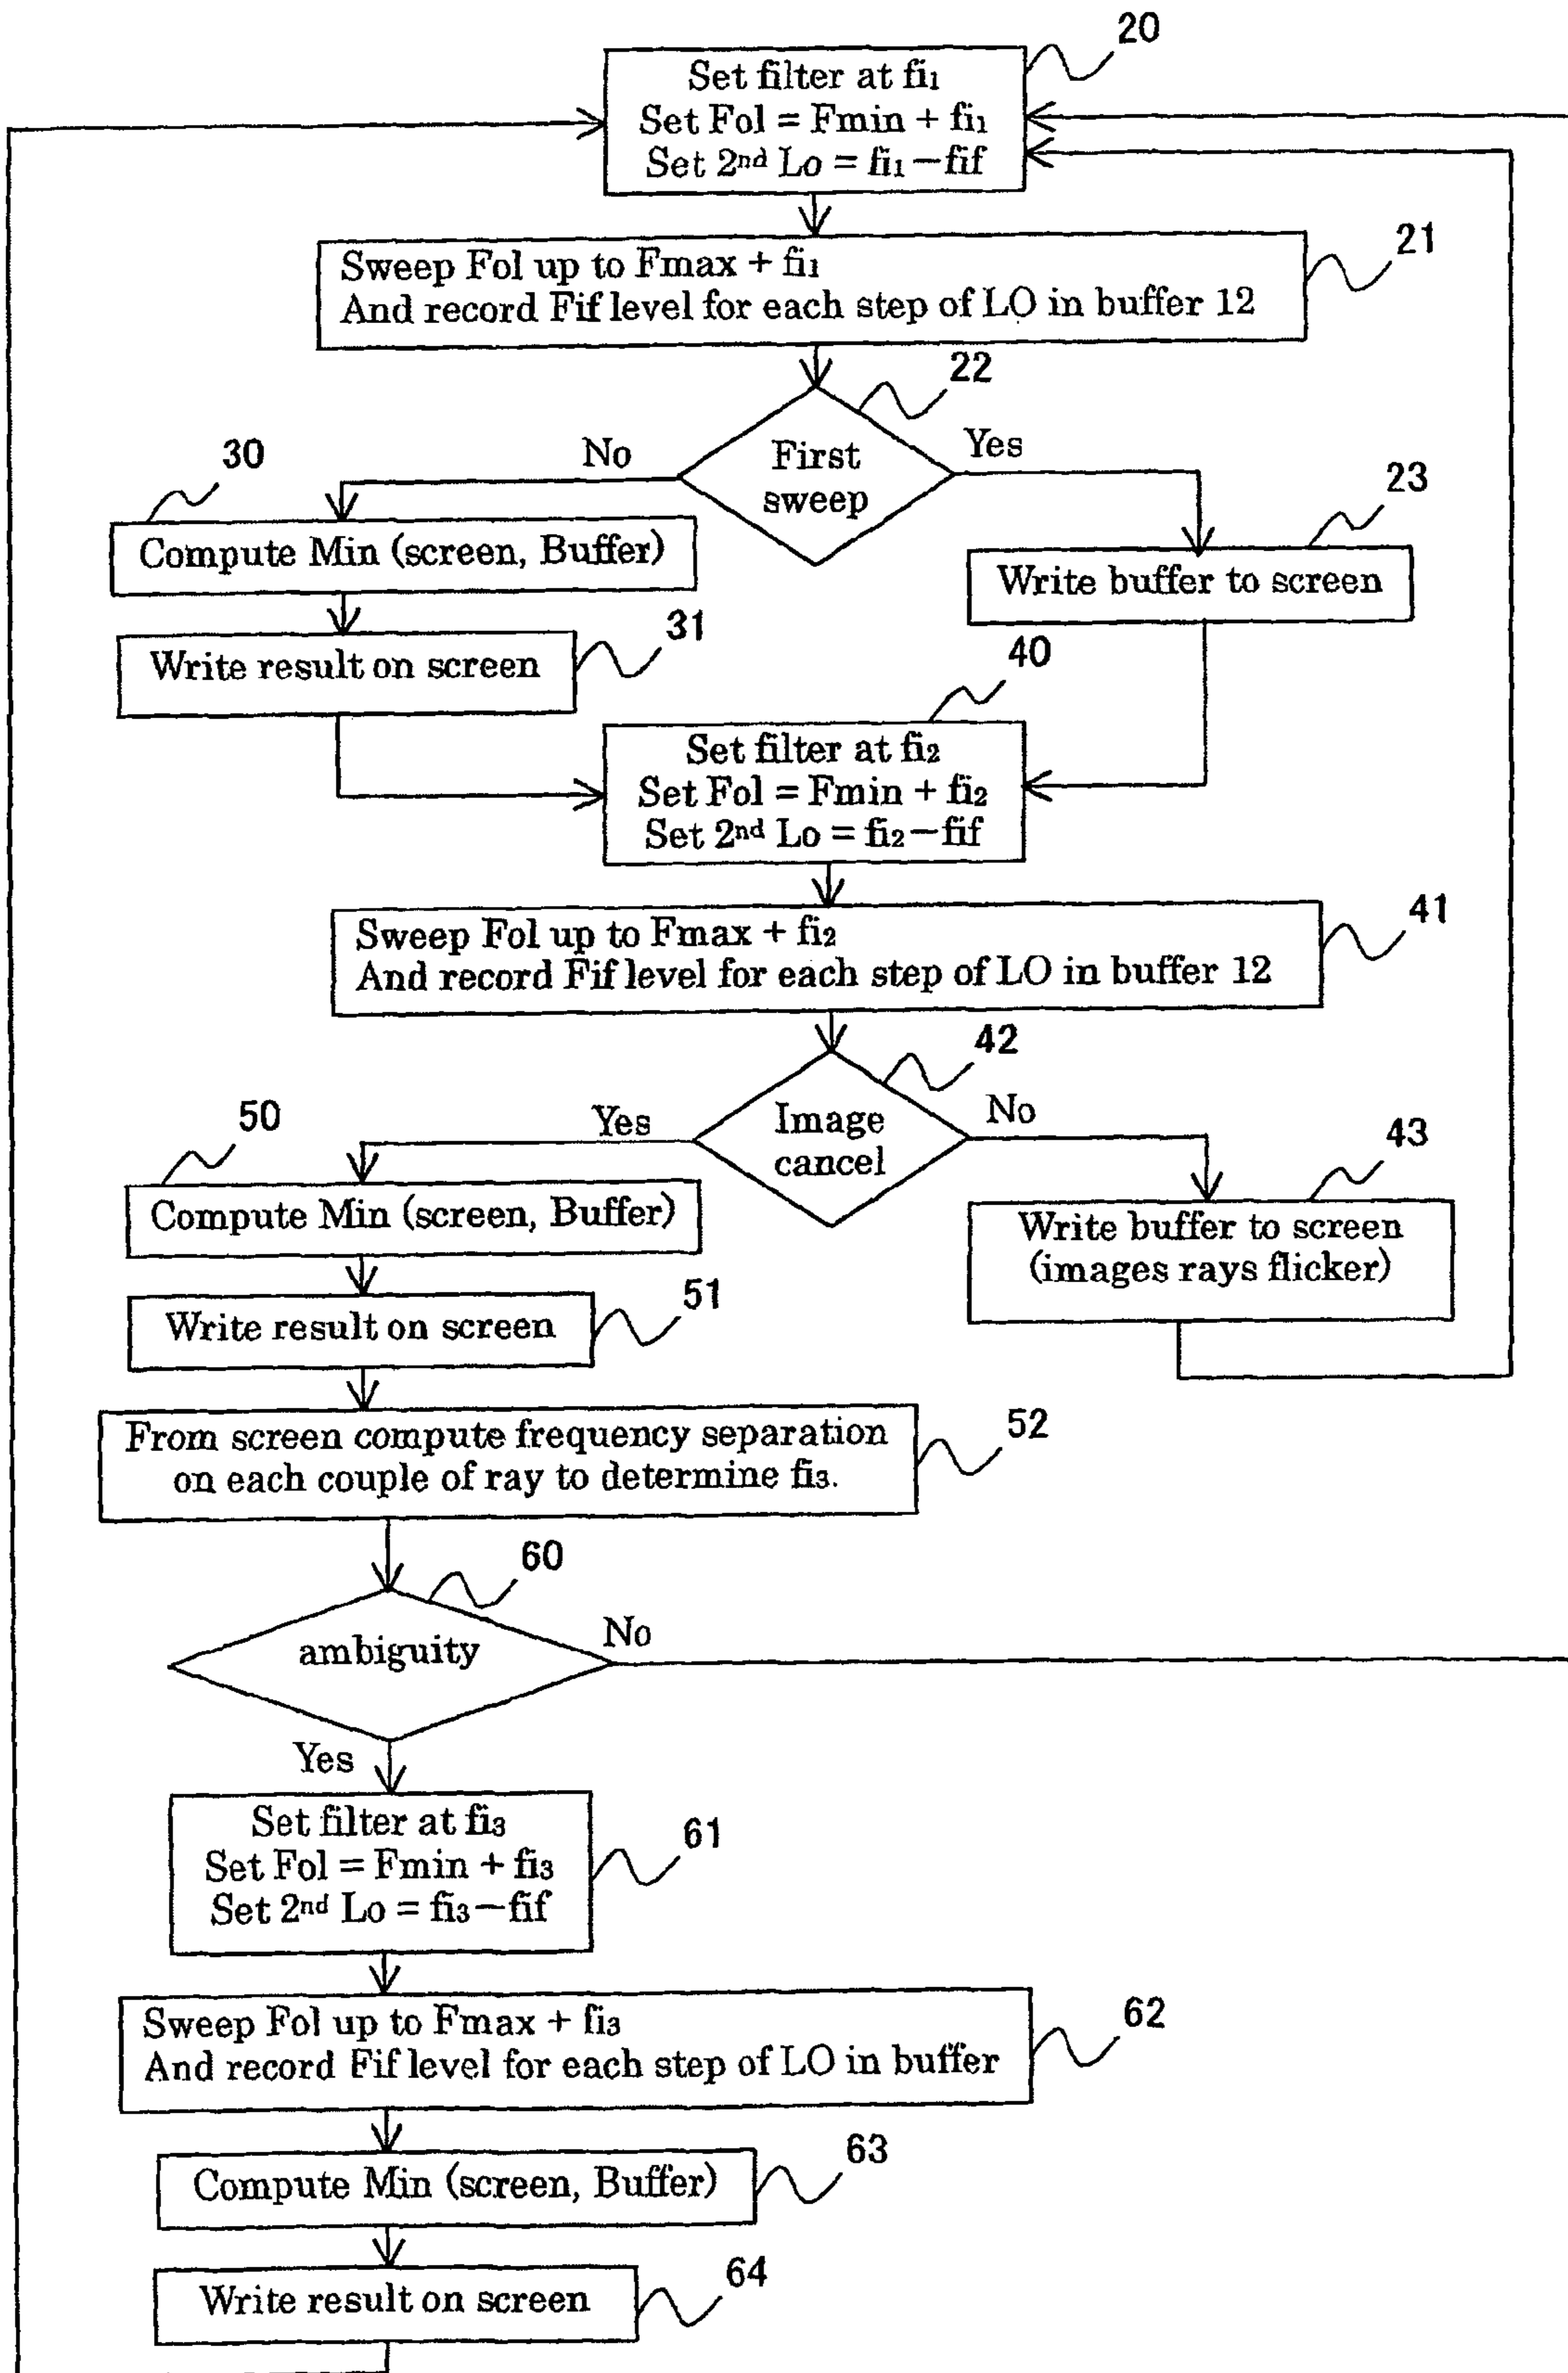 20
Set filter at fi₁
Set Fol = Fmin + fi₁
Set 2ⁿᵈ Lo = fi₁−fif
21
Sweep Fol up to Fmax + fi₁
And record Fif level for each step of LO in buffer 12
22
First
sweep
No
Yes
30
Compute Min (screen, Buffer)
23
Write buffer to screen
31
Write result on screen
40
Set filter at fi₂
Set Fol = Fmin + fi₂
Set 2ⁿᵈ Lo = fi₂−fif
41
Sweep Fol up to Fmax + fi₂
And record Fif level for each step of LO in buffer 12
42
Image
cancel
Yes
No
50
Compute Min (screen, Buffer)
43
Write buffer to screen
(images rays flicker)
51
Write result on screen
52
From screen compute frequency separation
on each couple of ray to determine fi₃.
60
ambiguity
No
Yes
61
Set filter at fi₃
Set Fol = Fmin + fi₃
Set 2ⁿᵈ Lo = fi₃−fif
62
Sweep Fol up to Fmax + fi₃
And record Fif level for each step of LO in buffer
63
Compute Min (screen, Buffer)
64
Write result on screen